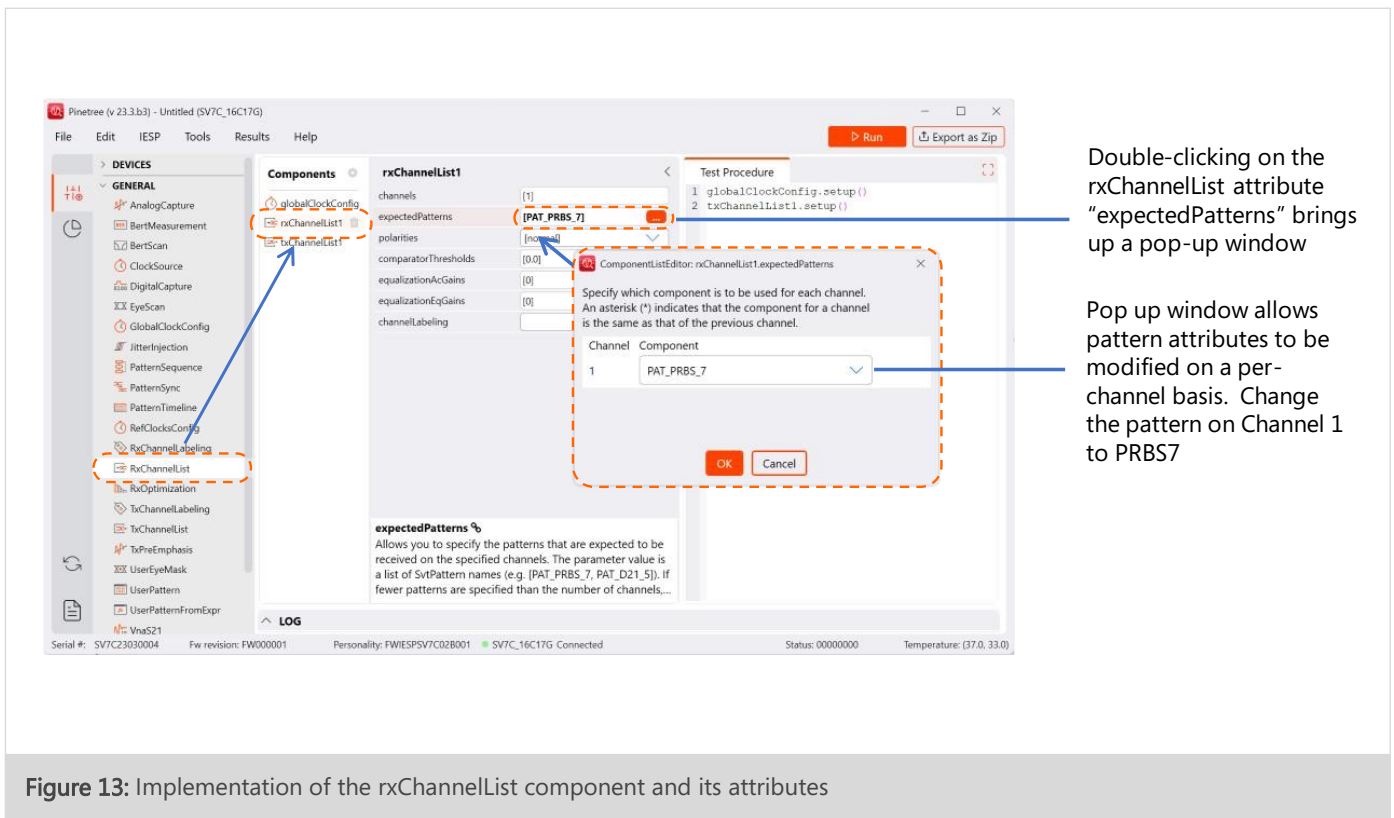 Pinetree (v 23.3.b3) - Untitled (SV7C_16C17G)
File Edit IESP Tools Results Help
Run
Export as Zip
DEVICES
GENERAL
AnalogCapture
BertMeasurement
BertScan
ClockSource
DigitalCapture
EyeScan
GlobalClockConfig
JitterInjection
PatternSequence
PatternSync
PatternTimeline
RefClocksConfig
RxChannelLabeling
RxChannelList
RxOptimization
TxChannelLabeling
TxChannelList
TxPreEmphasis
UserEyeMask
UserPattern
UserPatternFromExpr
VnaS21
Components
globalClockConfig
rxChannelList1
txChannelList1
rxChannelList1
channels [1]
expectedPatterns [PAT_PRBS_7] ...
polarities [normal]
comparatorThresholds [0.0]
equalizationAcGains [0]
equalizationEqGains [0]
channelLabeling
expectedPatterns
Allows you to specify the patterns that are expected to be
received on the specified channels. The parameter value is
a list of SvtPattern names (e.g. [PAT_PRBS_7, PAT_D21_5]). If
fewer patterns are specified than the number of channels,...
Test Procedure
1 globalClockConfig.setup()
2 txChannelList1.setup()
ComponentListEditor: rxChannelList1.expectedPatterns
Specify which component is to be used for each channel.
An asterisk (*) indicates that the component for a channel
is the same as that of the previous channel.
Channel Component
1 PAT_PRBS_7
OK Cancel
LOG
Serial #: SV7C23030004 Fw revision: FW000001 Personality: FWIESPSV7C02B001 SV7C_16C17G Connected Status: 00000000 Temperature: (37.0, 33.0)
Double-clicking on the
rxChannelList attribute
“expectedPatterns” brings
up a pop-up window
Pop up window allows
pattern attributes to be
modified on a per-
channel basis. Change
the pattern on Channel 1
to PRBS7
Figure 13: Implementation of the rxChannelList component and its attributes